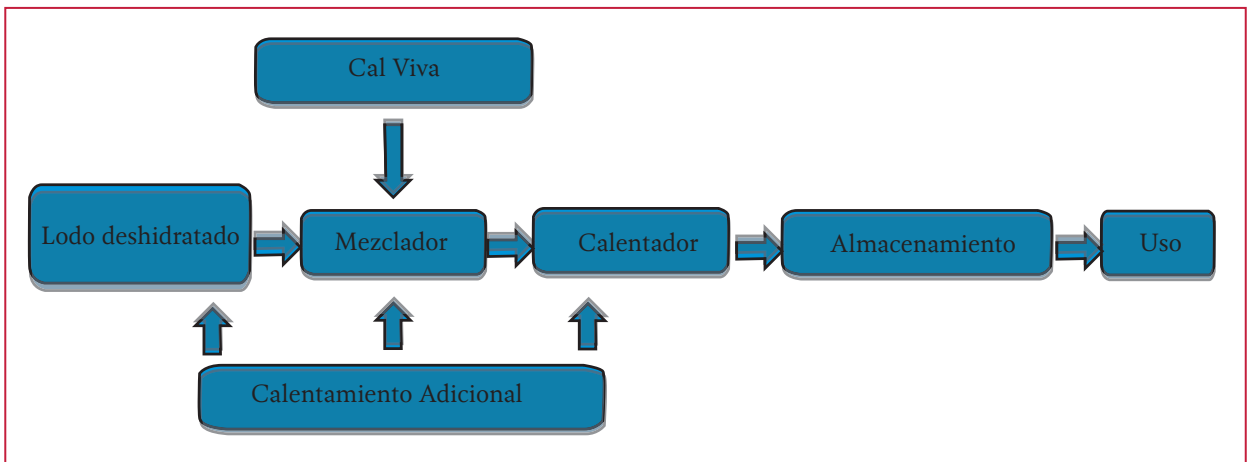 Cal Viva
Lodo deshidratado
Mezclador
Calentador
Almacenamiento
Uso
Calentamiento Adicional